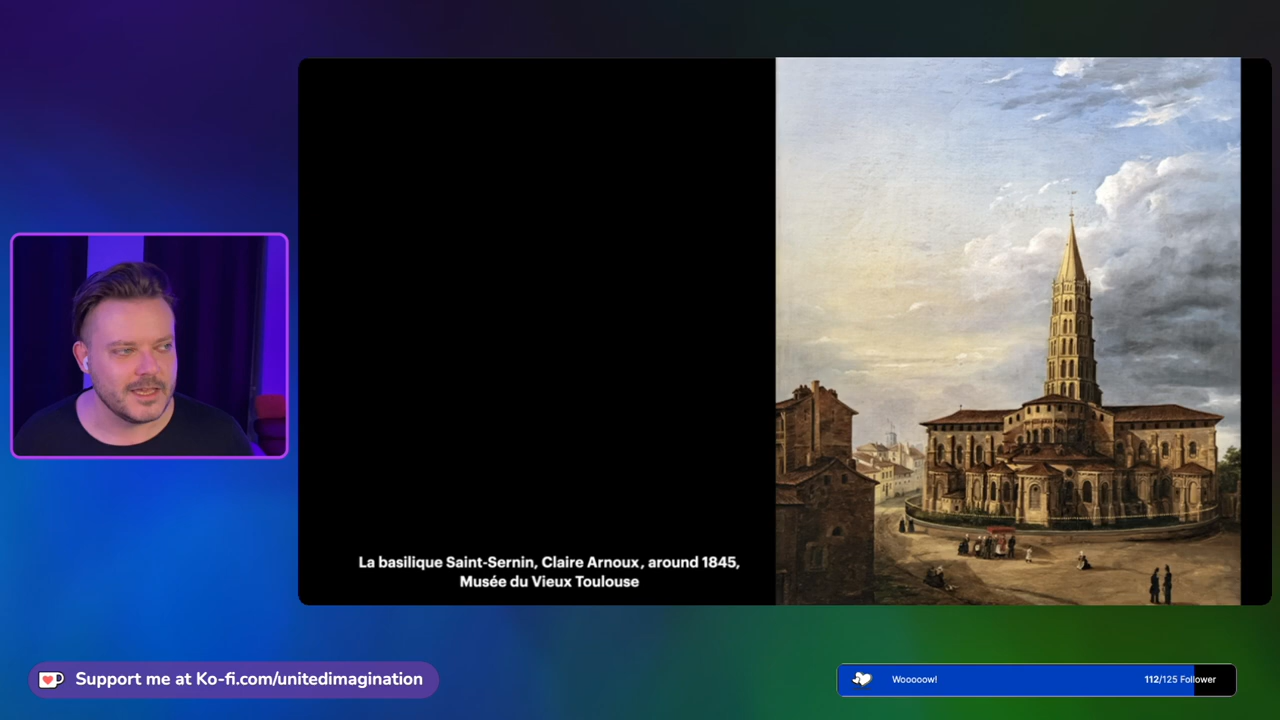 La basilique Saint-Sernin, Claire Arnoux, around 1845,
Musée du Vieux Toulouse
Support me at Ko-fi.com/unitedimagination
Wooooow!
112/125 Follower